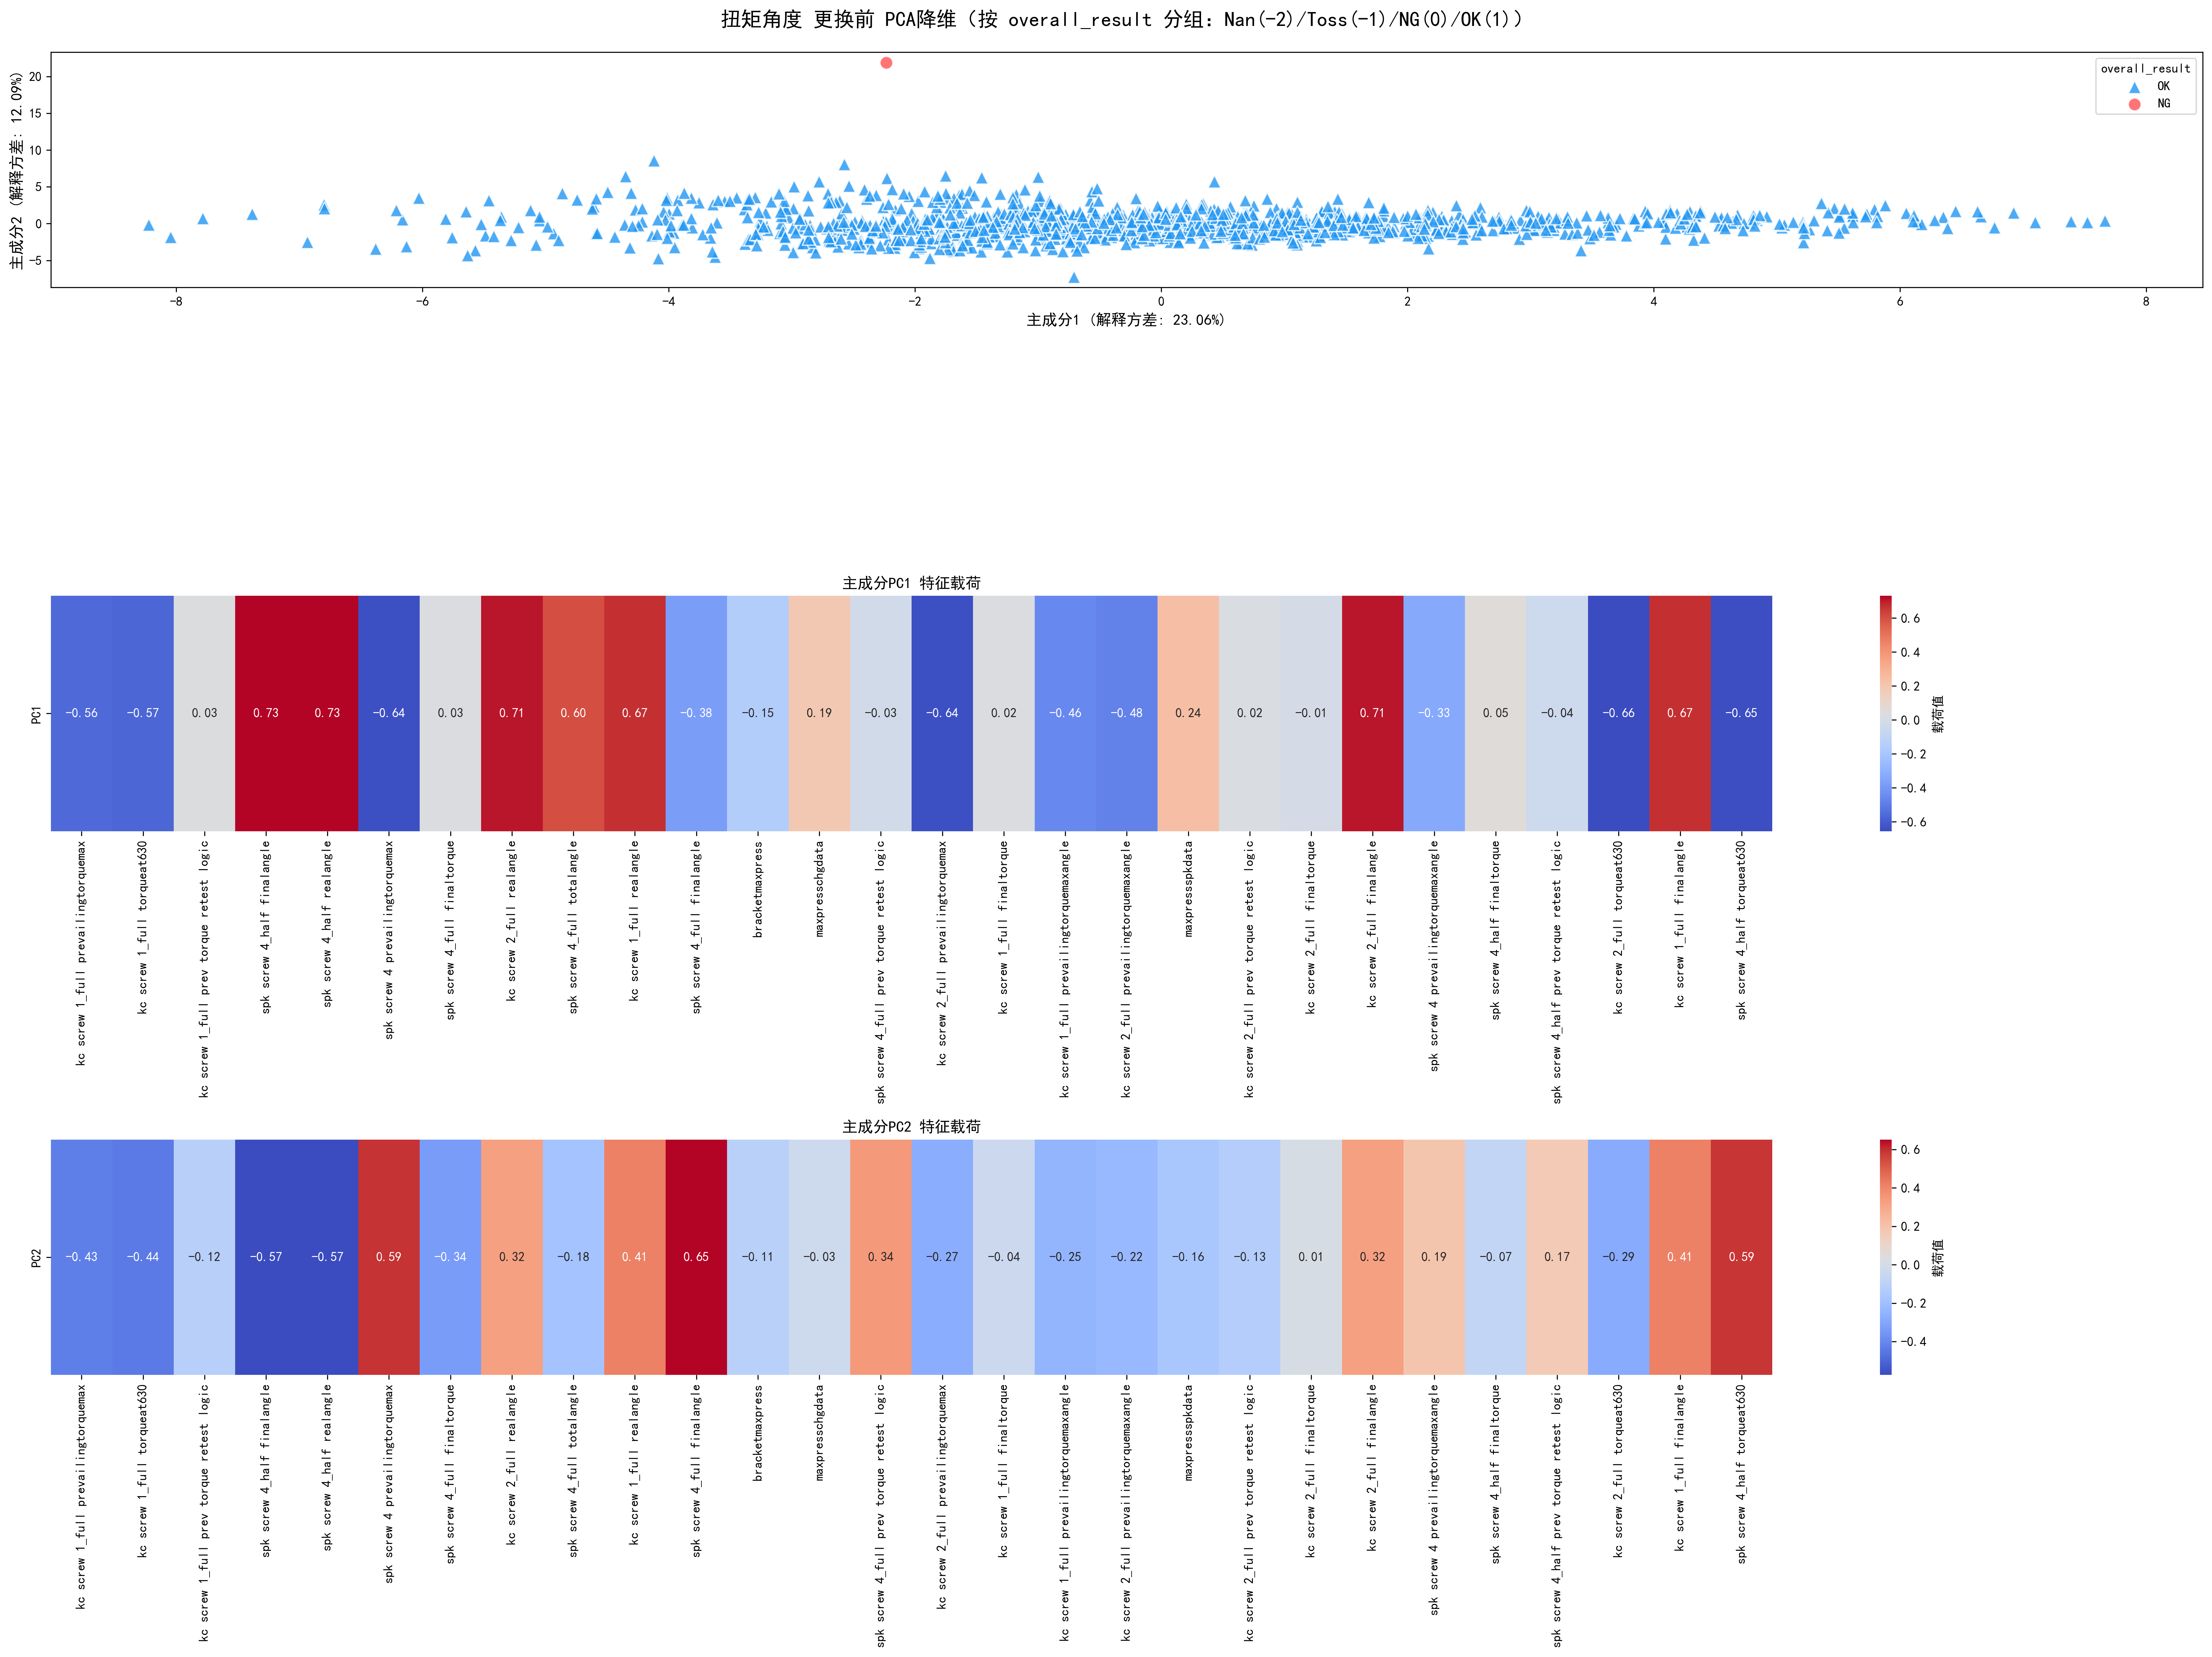 扭矩角度 更换前 PCA降维（按 overall_result 分组：Nan(-2)/Toss(-1)/NG(0)/OK(1)）
主成分2 (解释方差: 12.09%)
20
15
10
5
0
−5
overall_result
OK
NG
−8 −6 −4 −2 0 2 4 6 8
主成分1 (解释方差: 23.06%)
主成分PC1 特征载荷
PC1
−0.56 −0.57 0.03 0.73 0.73 −0.64 0.03 0.71 0.60 0.67 −0.38 −0.15 0.19 −0.03 −0.64 0.02 −0.46 −0.48 0.24 0.02 −0.01 0.71 −0.33 0.05 −0.04 −0.66 0.67 −0.65
kc screw 1_full prevailingtorquemax
kc screw 1_full torqueat630
kc screw 1_full prev torque retest logic
spk screw 4_half finalangle
spk screw 4_half realangle
spk screw 4 prevailingtorquemax
spk screw 4_full finaltorque
kc screw 2_full realangle
spk screw 4_full totalangle
kc screw 1_full realangle
spk screw 4_full finalangle
bracketmaxpress
maxpresschgdata
spk screw 4_full prev torque retest logic
kc screw 2_full prevailingtorquemax
kc screw 1_full finaltorque
kc screw 1_full prevailingtorquemaxangle
kc screw 2_full prevailingtorquemaxangle
maxpressspkdata
kc screw 2_full prev torque retest logic
kc screw 2_full finaltorque
kc screw 2_full finalangle
spk screw 4 prevailingtorquemaxangle
spk screw 4_half finaltorque
spk screw 4_half prev torque retest logic
kc screw 2_full torqueat630
kc screw 1_full finalangle
spk screw 4_half torqueat630
0.6
0.4
0.2
0.0
−0.2
−0.4
−0.6
载荷值
主成分PC2 特征载荷
PC2
−0.43 −0.44 −0.12 −0.57 −0.57 0.59 −0.34 0.32 −0.18 0.41 0.65 −0.11 −0.03 0.34 −0.27 −0.04 −0.25 −0.22 −0.16 −0.13 0.01 0.32 0.19 −0.07 0.17 −0.29 0.41 0.59
kc screw 1_full prevailingtorquemax
kc screw 1_full torqueat630
kc screw 1_full prev torque retest logic
spk screw 4_half finalangle
spk screw 4_half realangle
spk screw 4 prevailingtorquemax
spk screw 4_full finaltorque
kc screw 2_full realangle
spk screw 4_full totalangle
kc screw 1_full realangle
spk screw 4_full finalangle
bracketmaxpress
maxpresschgdata
spk screw 4_full prev torque retest logic
kc screw 2_full prevailingtorquemax
kc screw 1_full finaltorque
kc screw 1_full prevailingtorquemaxangle
kc screw 2_full prevailingtorquemaxangle
maxpressspkdata
kc screw 2_full prev torque retest logic
kc screw 2_full finaltorque
kc screw 2_full finalangle
spk screw 4 prevailingtorquemaxangle
spk screw 4_half finaltorque
spk screw 4_half prev torque retest logic
kc screw 2_full torqueat630
kc screw 1_full finalangle
spk screw 4_half torqueat630
0.6
0.4
0.2
0.0
−0.2
−0.4
载荷值